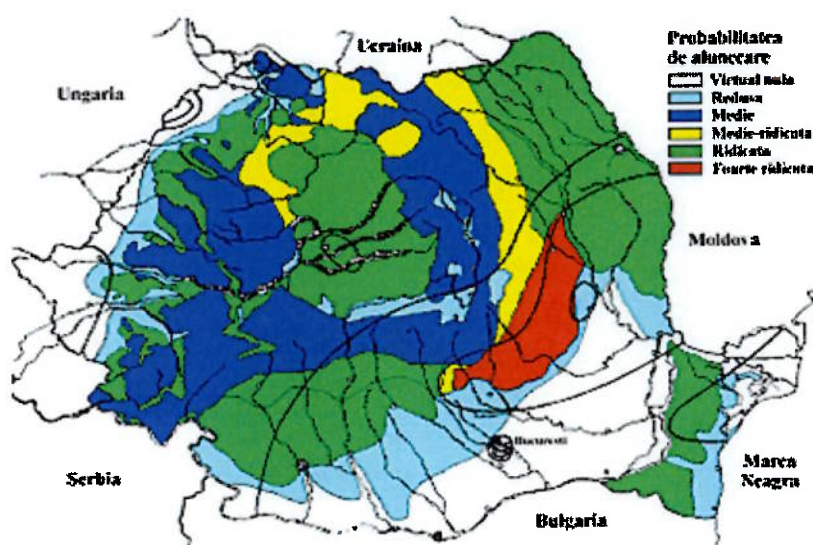 Ucraina
Probabilitatea
de alunecare
Virtual nula
Redusa
Medie
Medie-ridicata
Ridicata
Foarte ridicata
Ungaria
Moldova
Bucuresti
Serbia
Marea
Neagra
Bulgaria